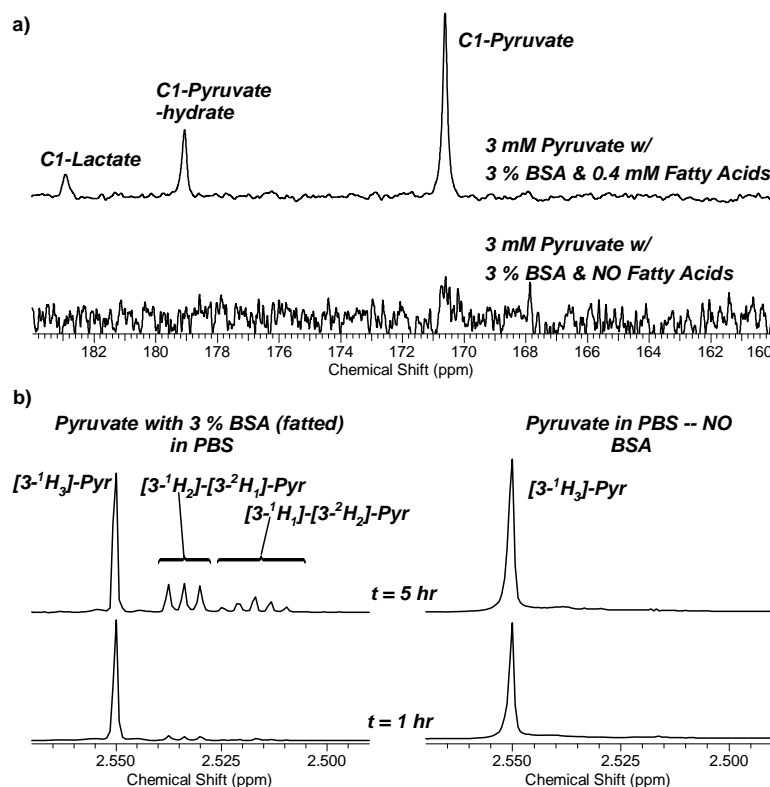 a)
C1-Pyruvate
C1-Pyruvate
-hydrate
C1-Lactate
3 mM Pyruvate w/
3 % BSA & 0.4 mM Fatty Acids
3 mM Pyruvate w/
3 % BSA & NO Fatty Acids
182 180 178 176 174 172 170 168 166 164 162 160
Chemical Shift (ppm)
b)
Pyruvate with 3 % BSA (fatted)
in PBS
Pyruvate in PBS -- NO
BSA
[3-¹H₃]-Pyr [3-¹H₂]-[3-²H₁]-Pyr
[3-¹H₁]-[3-²H₂]-Pyr
[3-¹H₃]-Pyr
t = 5 hr
t = 1 hr
2.550 2.525 2.500
Chemical Shift (ppm)
2.550 2.525 2.500
Chemical Shift (ppm)